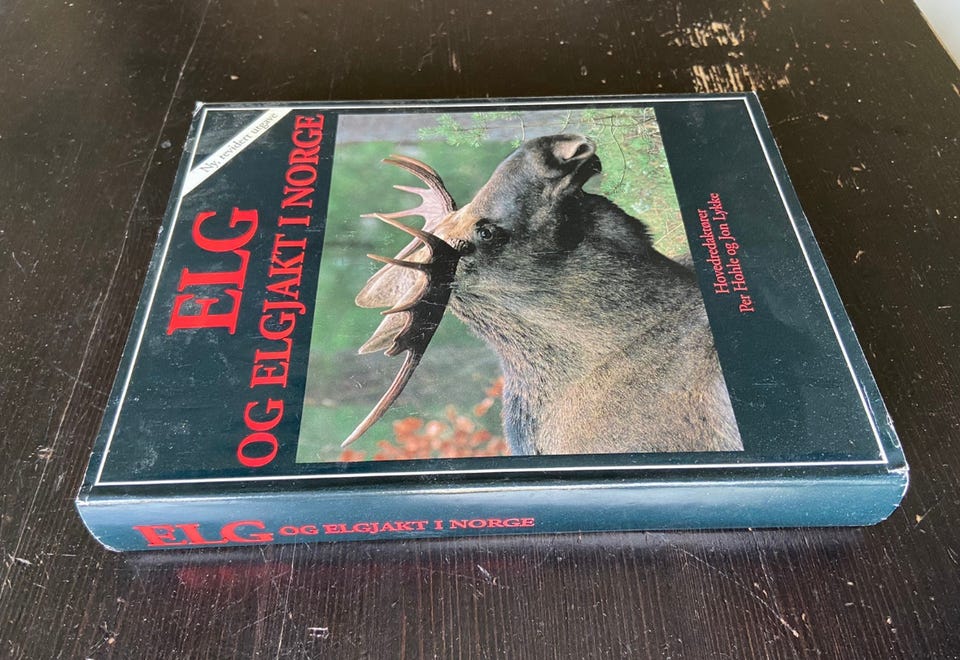 Ny, revidert utgave
ELG
OG ELGJAKT I NORGE
Hovedredaktører
Per Hohle og Jon Lykke
ELG OG ELGJAKT I NORGE